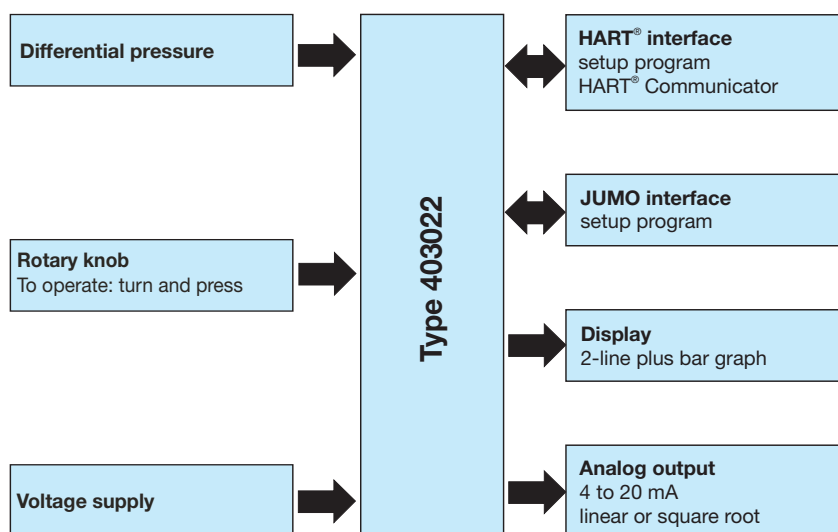 Differential pressure
Rotary knob
To operate: turn and press
Voltage supply
Type 403022
HART® interface
setup program
HART® Communicator
JUMO interface
setup program
Display
2-line plus bar graph
Analog output
4 to 20 mA
linear or square root